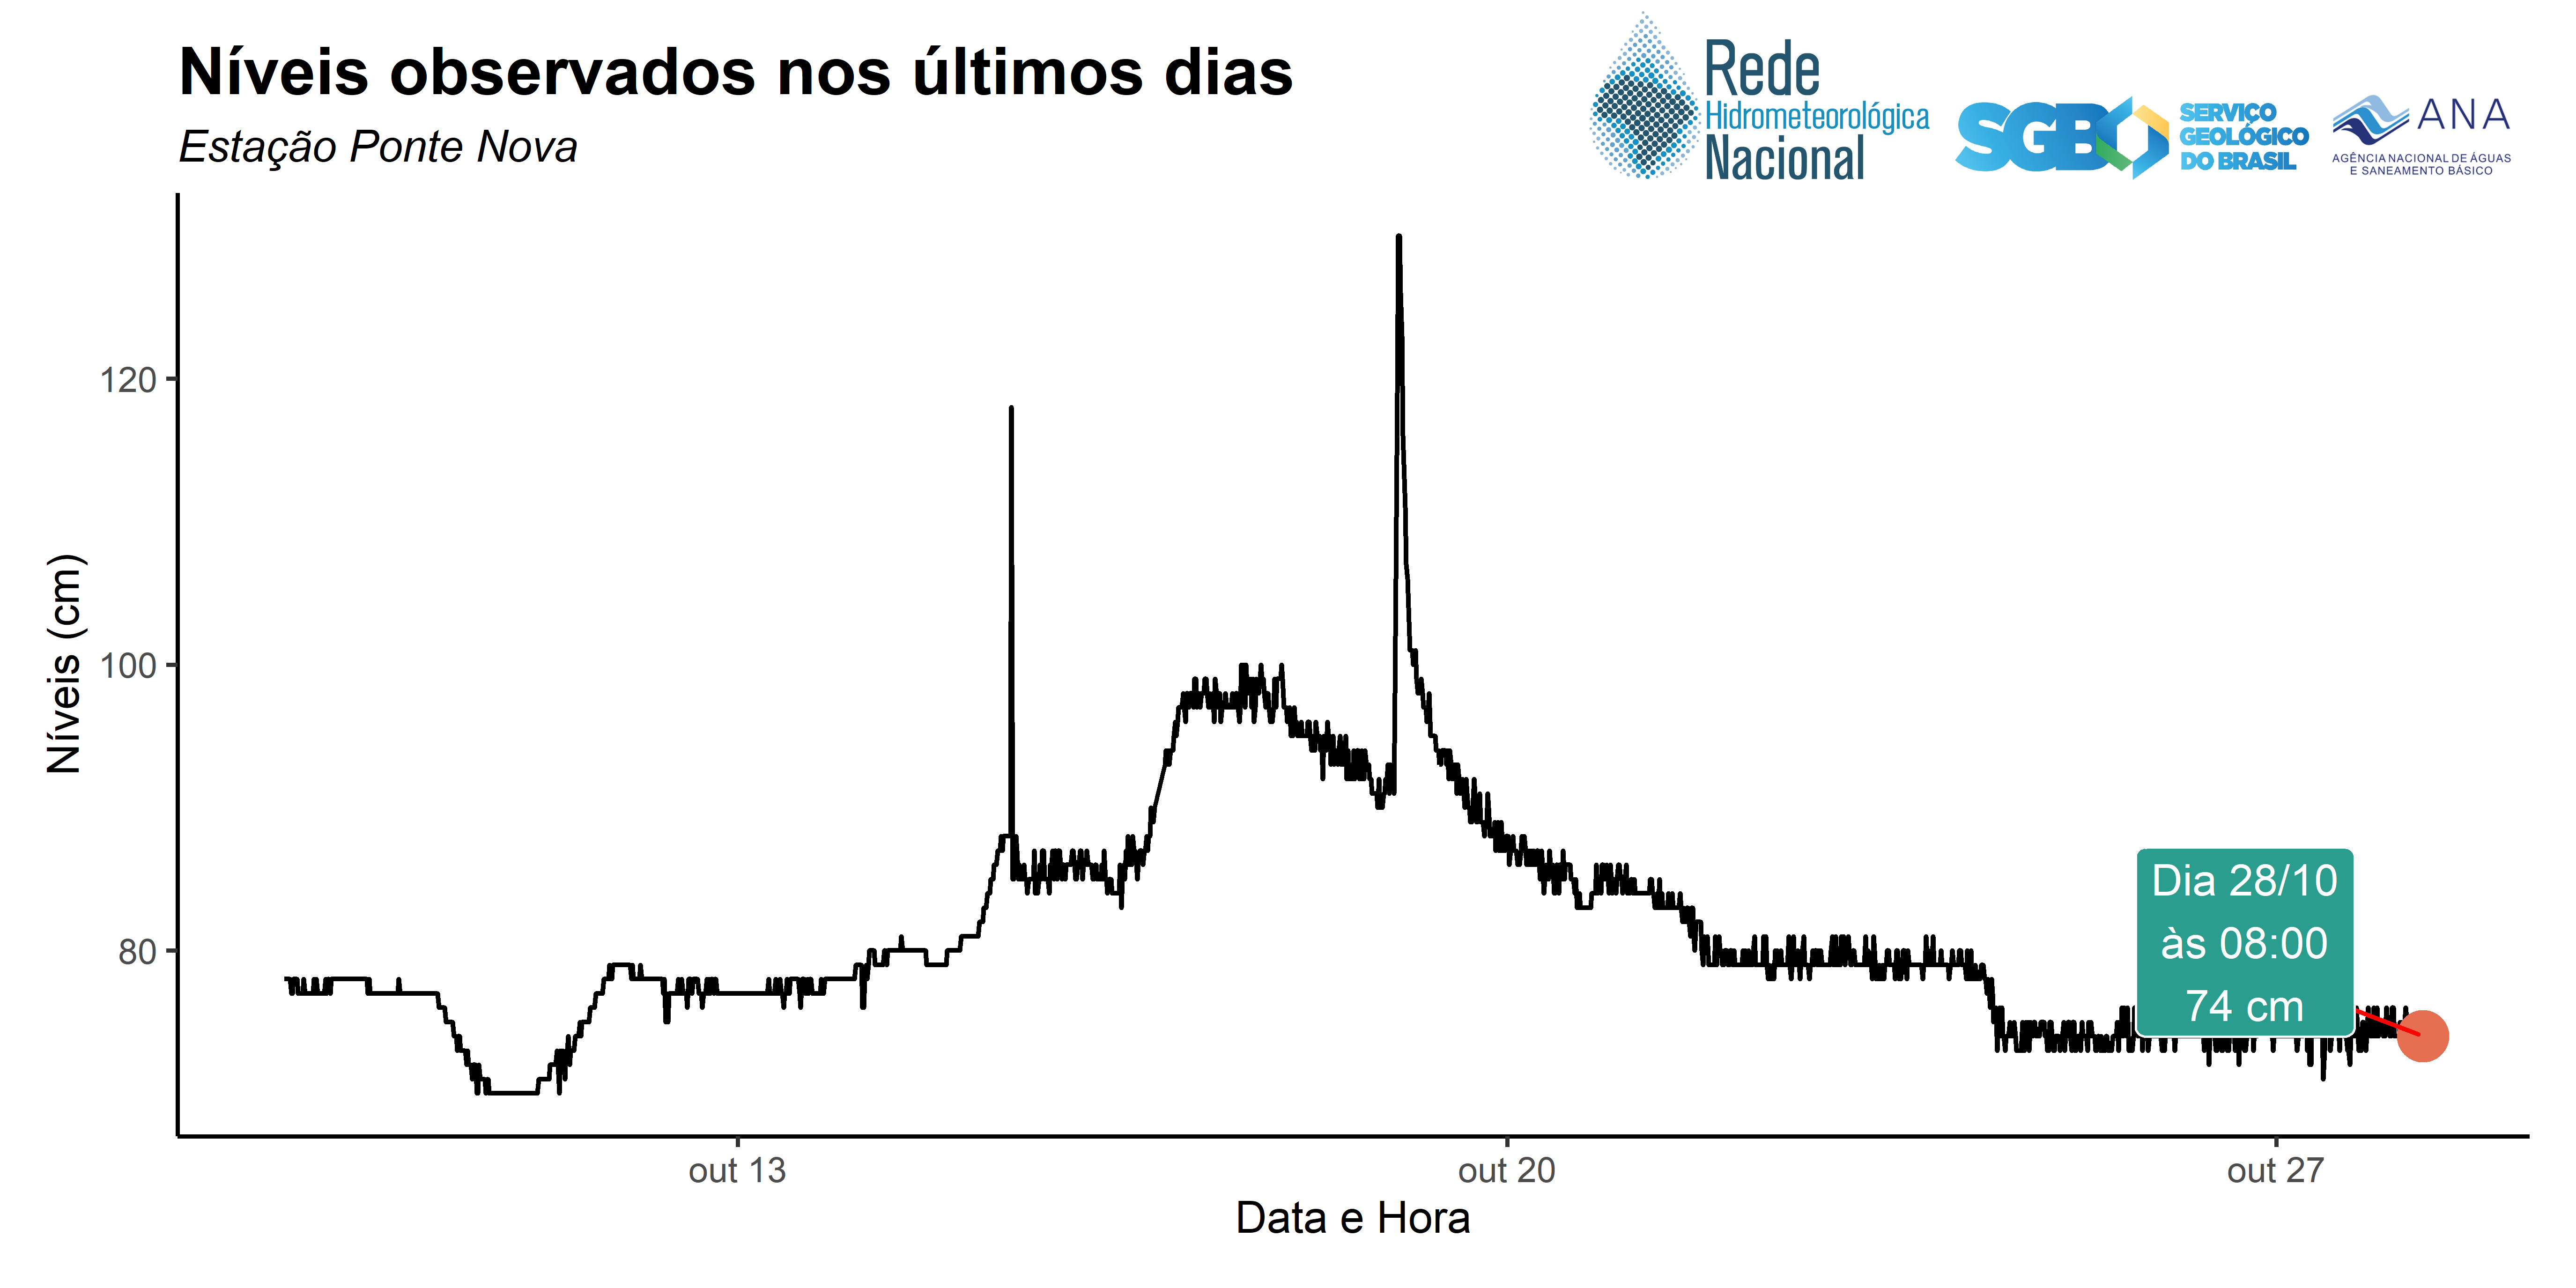 Níveis observados nos últimos dias
Estação Ponte Nova
Rede
Hidrometeorológica
Nacional
SGB
SERVIÇO
GEOLÓGICO
DO BRASIL
ANA
AGÊNCIA NACIONAL DE ÁGUAS
E SANEAMENTO BÁSICO
Níveis (cm)
120
100
80
Dia 28/10
às 08:00
74 cm
out 13
out 20
out 27
Data e Hora